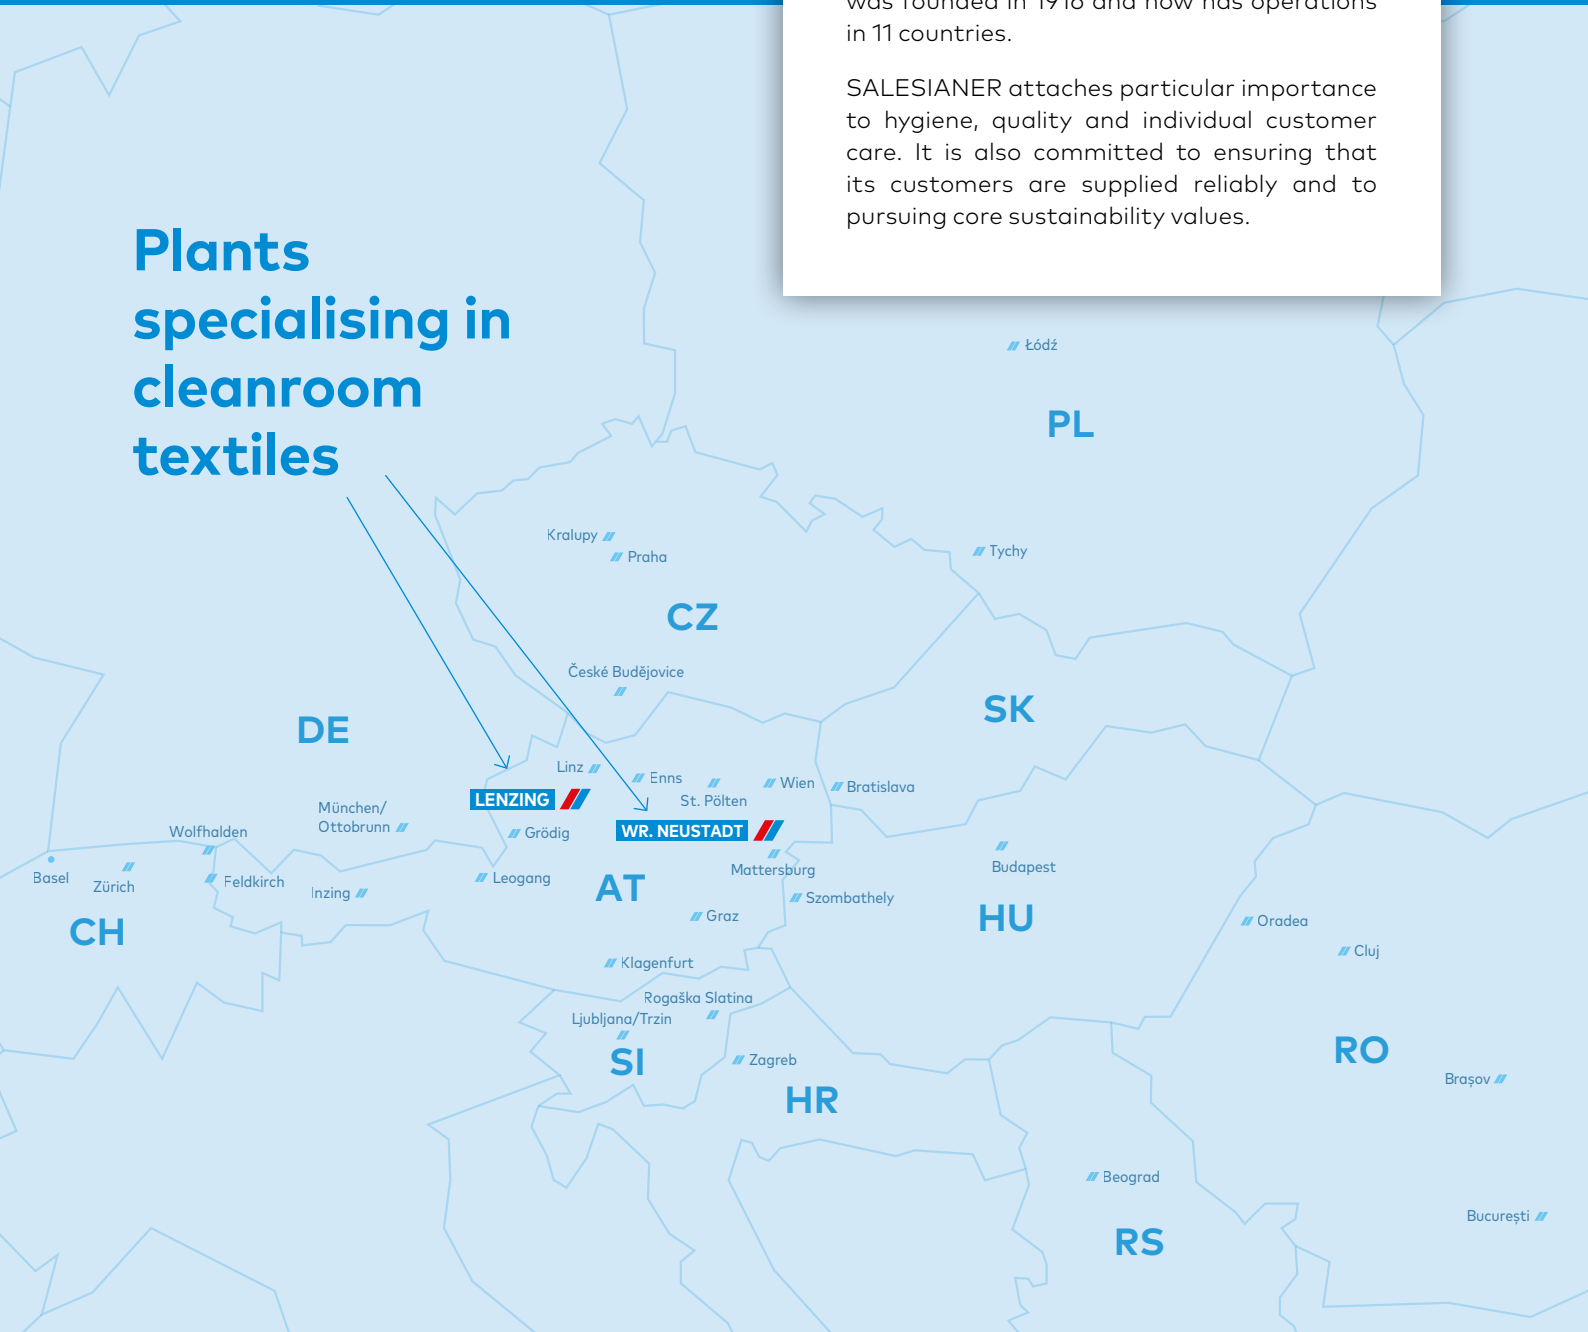 was founded in 1916 and now has operations
in 11 countries.
SALESIANER attaches particular importance
to hygiene, quality and individual customer
care. It is also committed to ensuring that
its customers are supplied reliably and to
pursuing core sustainability values.
Plants
specialising in
cleanroom
textiles
Łódź
PL
Kralupy
Praha
Tychy
CZ
České Budějovice
SK
DE
Linz
Enns
Wien
Bratislava
LENZING
St. Pölten
München/
Ottobrunn
Grödig
WR. NEUSTADT
Wolfhalden
Mattersburg
Budapest
Basel
Zürich
Feldkirch
Inzing
Leogang
AT
Szombathely
CH
Graz
HU
Oradea
Cluj
Klagenfurt
Rogaška Slatina
Ljubljana/Trzin
SI
Zagreb
HR
RO
Brașov
Beograd
București
RS